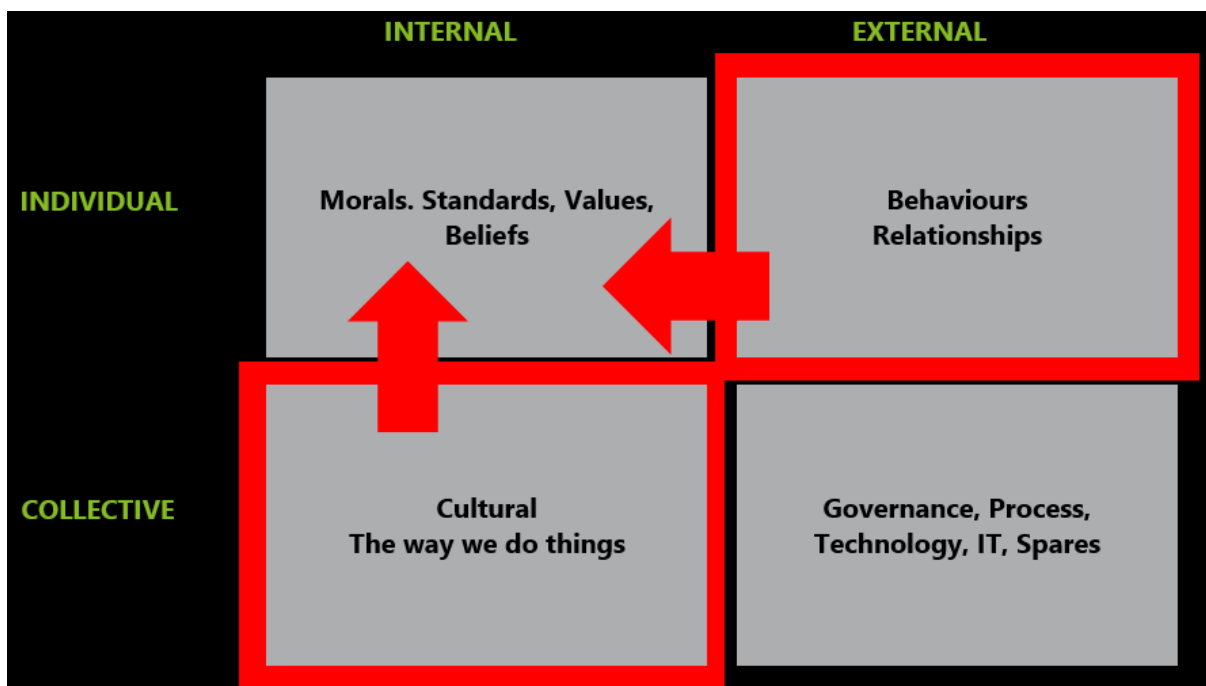 INTERNAL
EXTERNAL
INDIVIDUAL
Morals. Standards, Values,
Beliefs
Behaviours
Relationships
COLLECTIVE
Cultural
The way we do things
Governance, Process,
Technology, IT, Spares